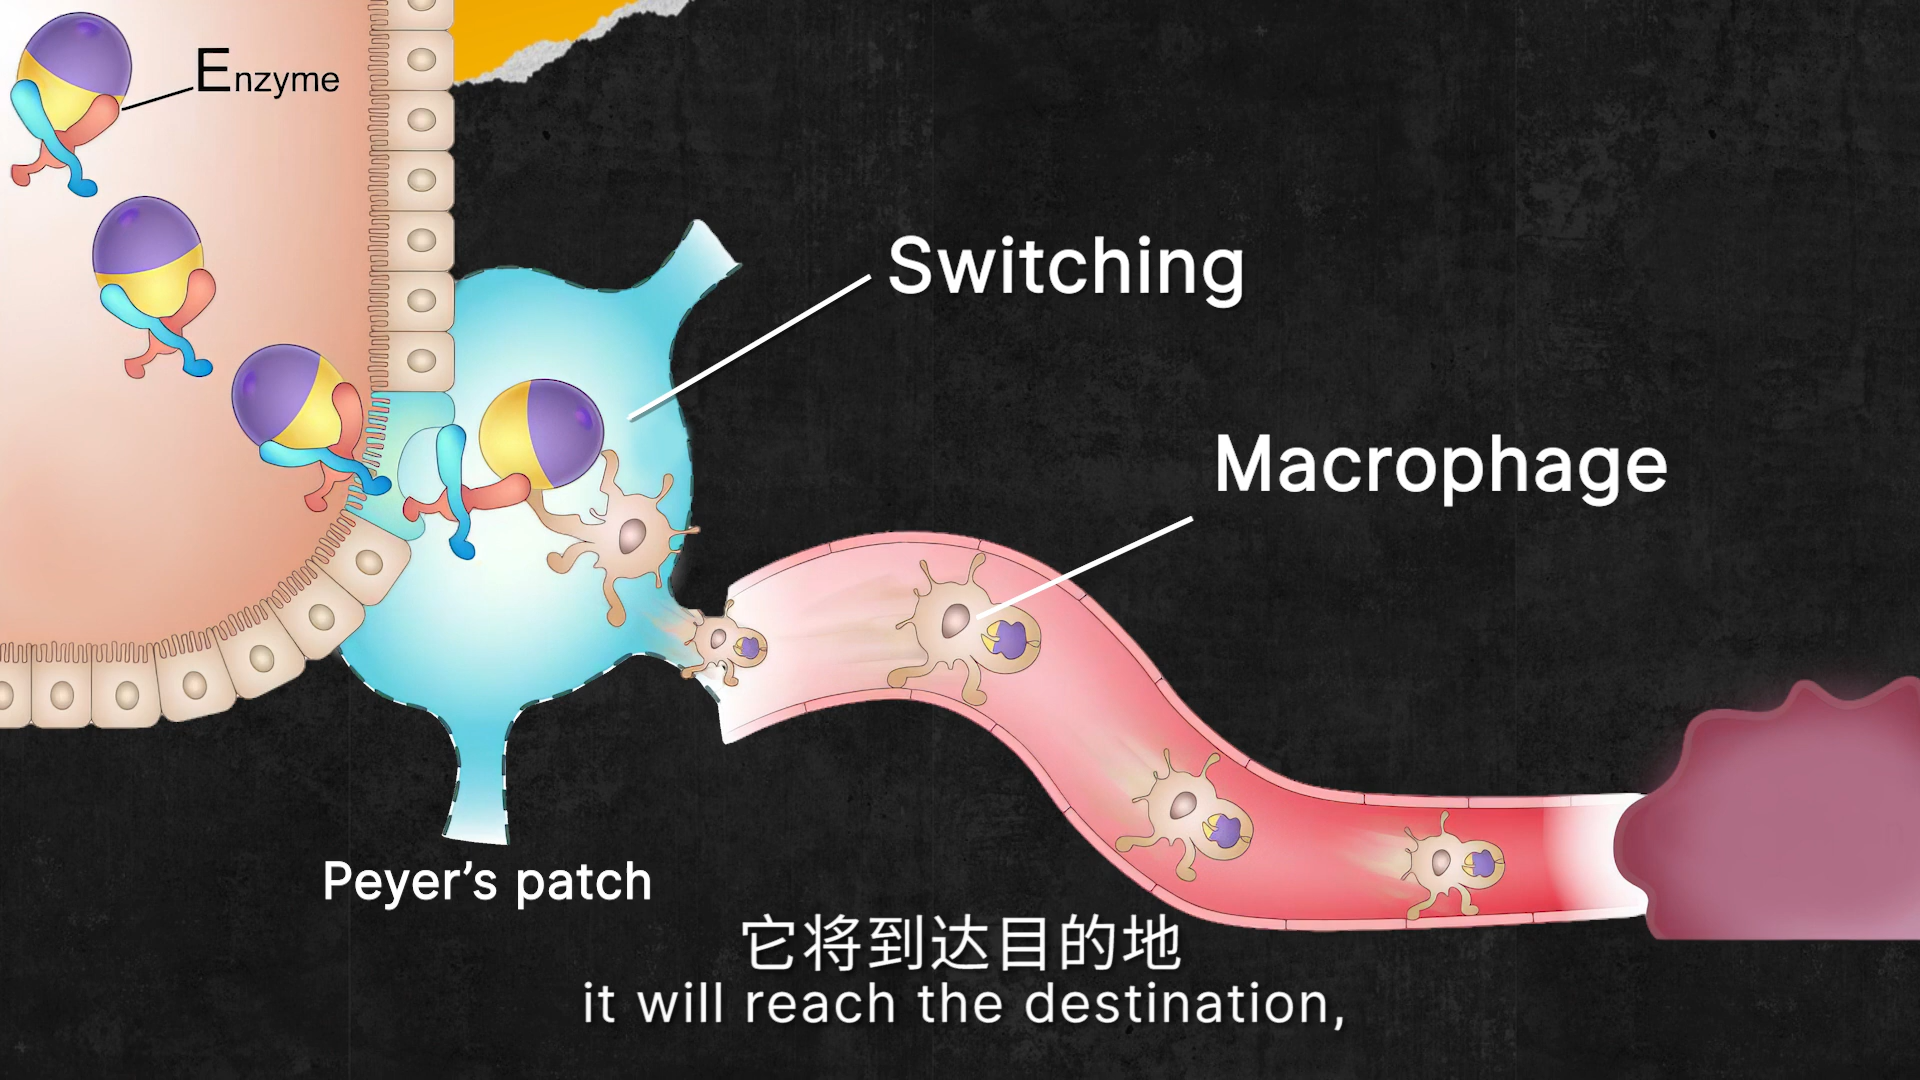 Enzyme
Switching
Macrophage
Peyer’s patch
它将到达目的地
it will reach the destination,